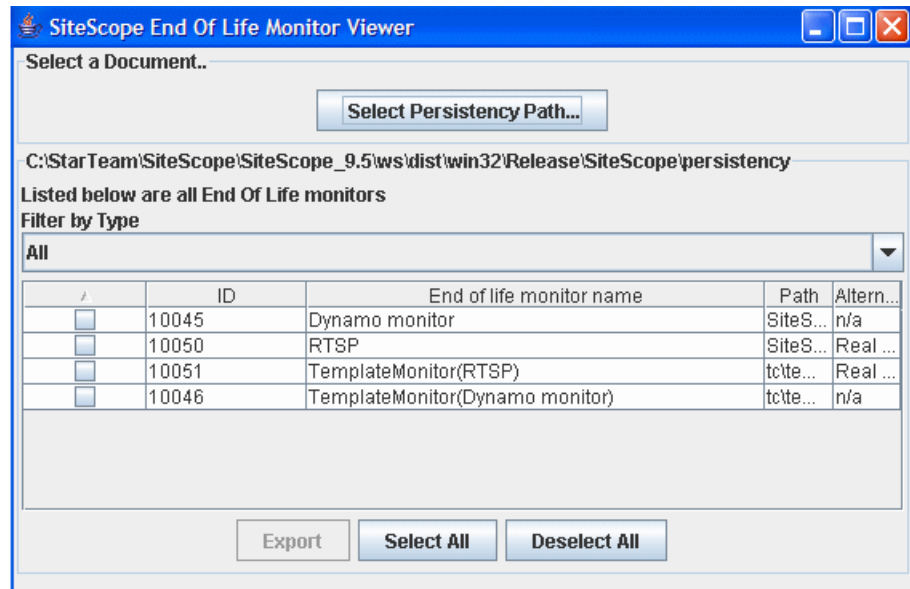 SiteScope End Of Life Monitor Viewer
Select a Document..
Select Persistency Path...
C:\StarTeam\SiteScope\SiteScope_9.5\ws\dist\win32\Release\SiteScope\persistency
Listed below are all End Of Life monitors
Filter by Type
All
ID End of life monitor name Path Altern...
10045 Dynamo monitor SiteS... n/a
10050 RTSP SiteS... Real ...
10051 TemplateMonitor(RTSP) tc\te... Real ...
10046 TemplateMonitor(Dynamo monitor) tc\te... n/a
Export Select All Deselect All